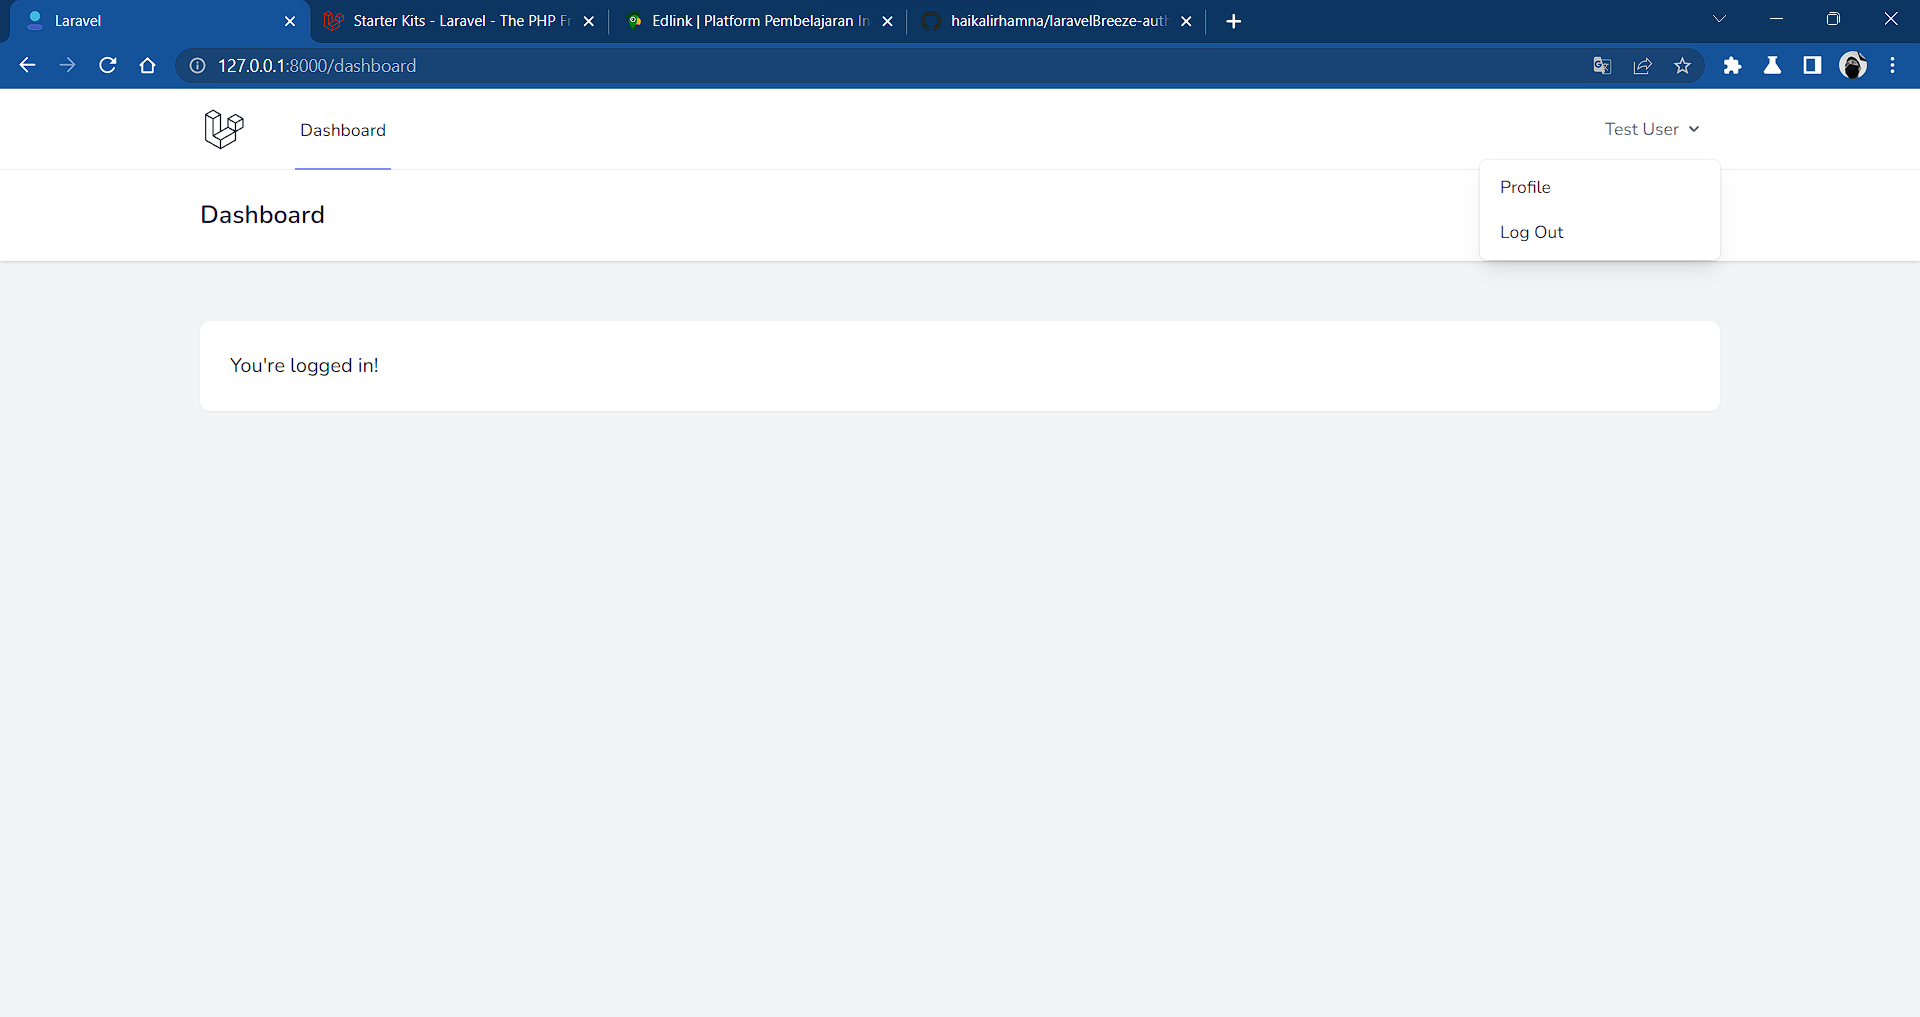 Laravel
Starter Kits - Laravel - The PHP Fr
Edlink | Platform Pembelajaran In
haikalirhamna/laravelBreeze-auth
127.0.0.1:8000/dashboard
Dashboard
Test User
Profile
Log Out
Dashboard
You're logged in!